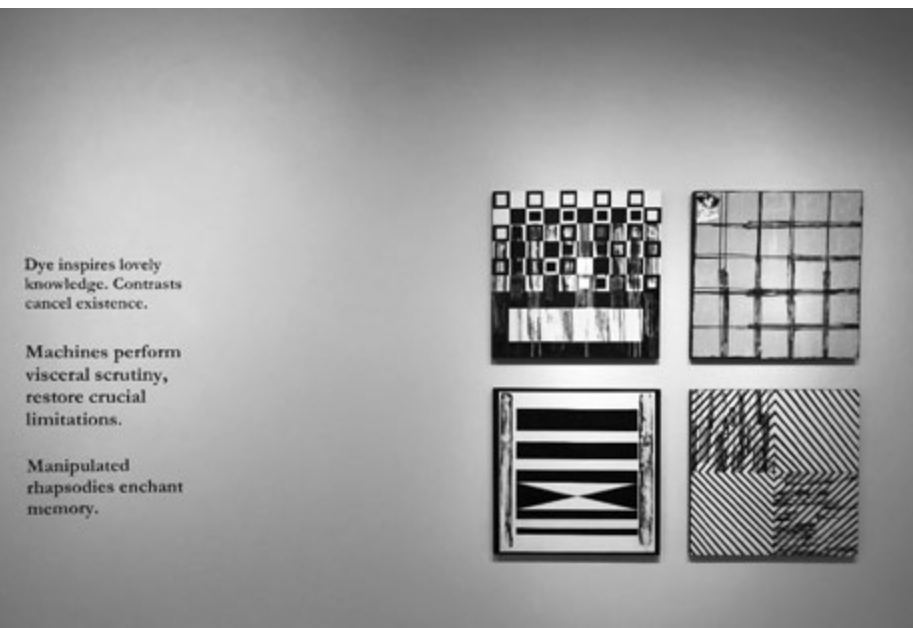 Dye inspires lovely
knowledge. Contrasts
cancel existence.
Machines perform
visceral scrutiny,
restore crucial
limitations.
Manipulated
rhapsodies enchant
memory.